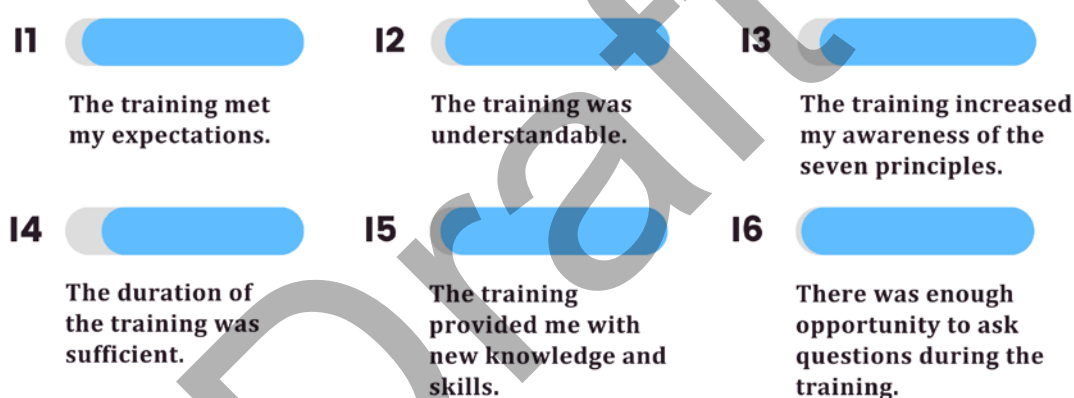 I1
The training met
my expectations.
I2
The training was
understandable.
I3
The training increased
my awareness of the
seven principles.
I4
The duration of
the training was
sufficient.
I5
The training
provided me with
new knowledge and
skills.
I6
There was enough
opportunity to ask
questions during the
training.
Draft